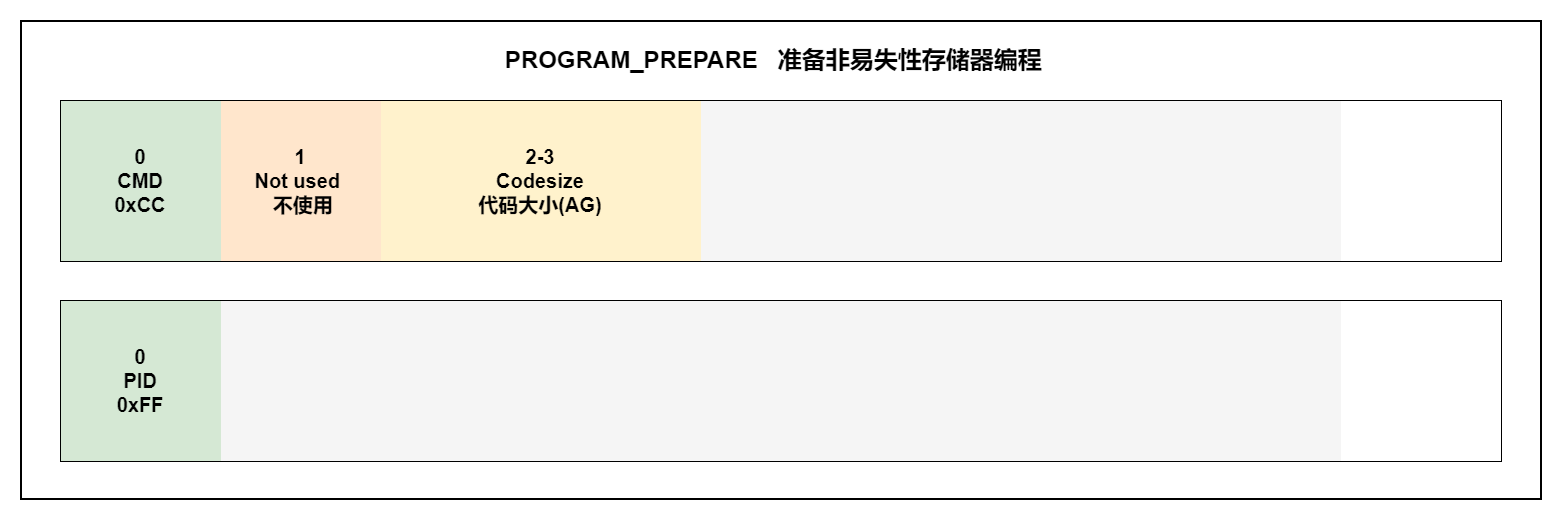 PROGRAM_PREPARE 准备非易失性存储器编程
0
CMD
0xCC
1
Not used
不使用
2-3
Codesize
代码大小(AG)
0
PID
0xFF